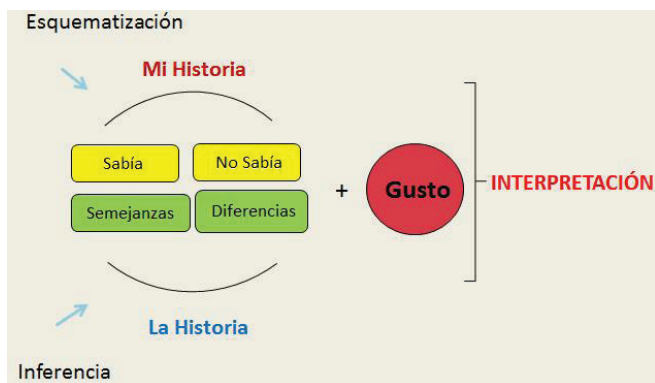 Esquematización
Mi Historia
Sabía
No Sabía
Semejanzas
Diferencias
+
Gusto
INTERPRETACIÓN
La Historia
Inferencia